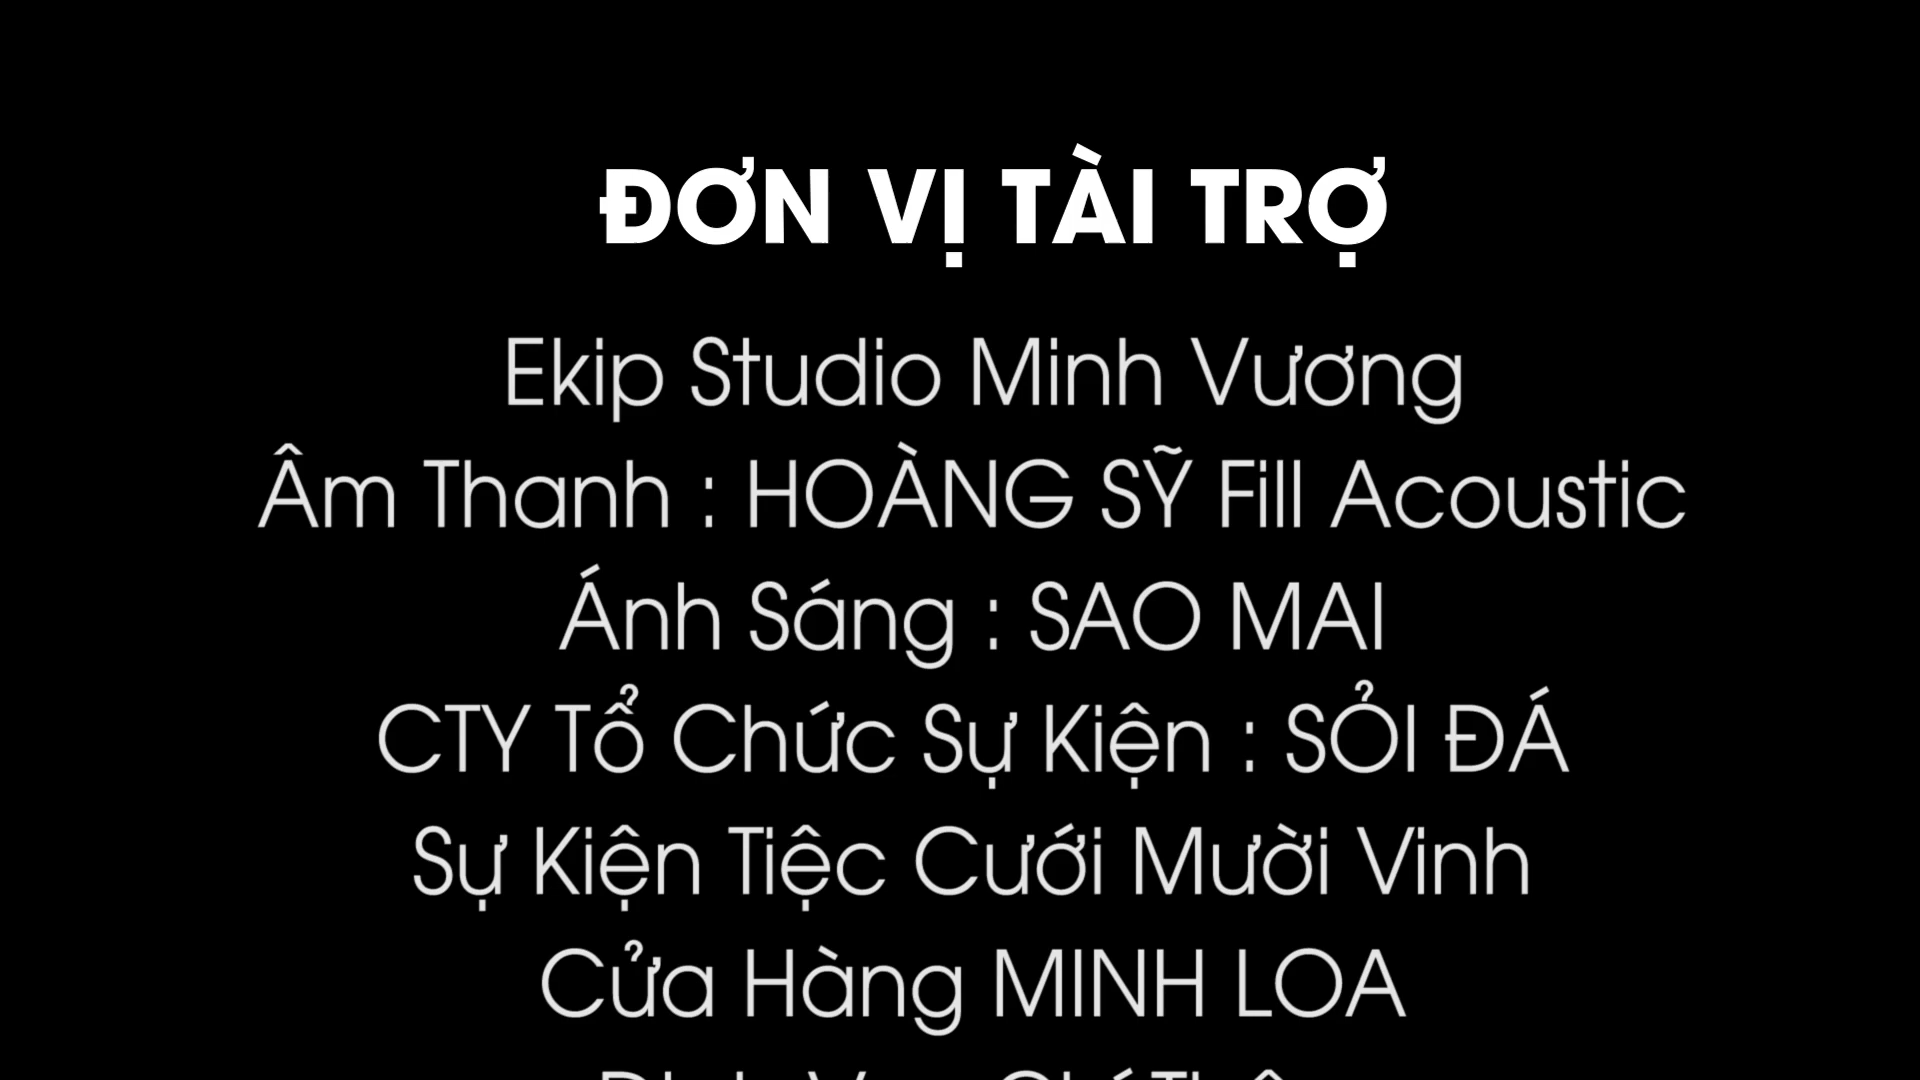 ĐƠN VỊ TÀI TRỢ
Ekip Studio Minh Vương
Âm Thanh : HOÀNG SỸ Fill Acoustic
Ánh Sáng : SAO MAI
CTY Tổ Chức Sự Kiện : SỎI ĐÁ
Sự Kiện Tiệc Cưới Mười Vinh
Cửa Hàng MINH LOA